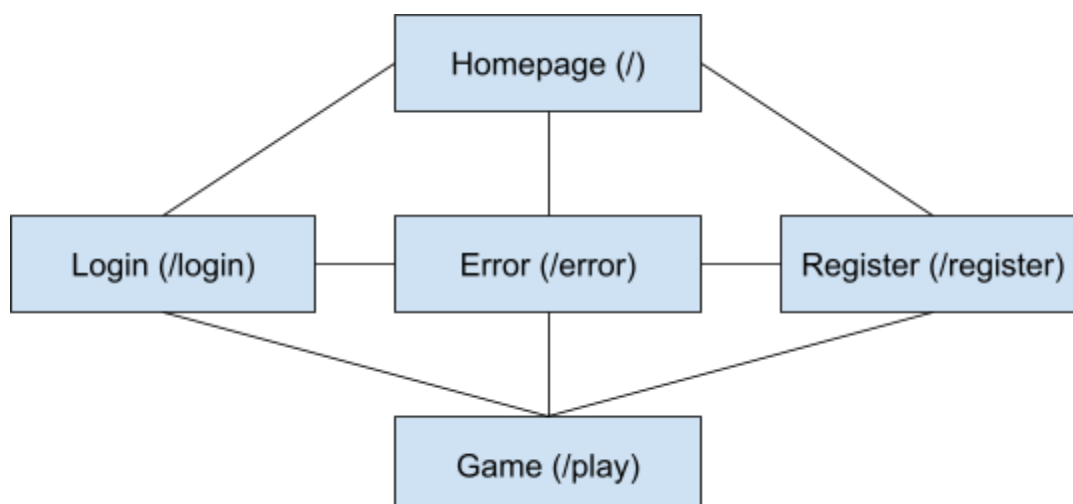 Homepage (/)
Login (/login)
Error (/error)
Register (/register)
Game (/play)